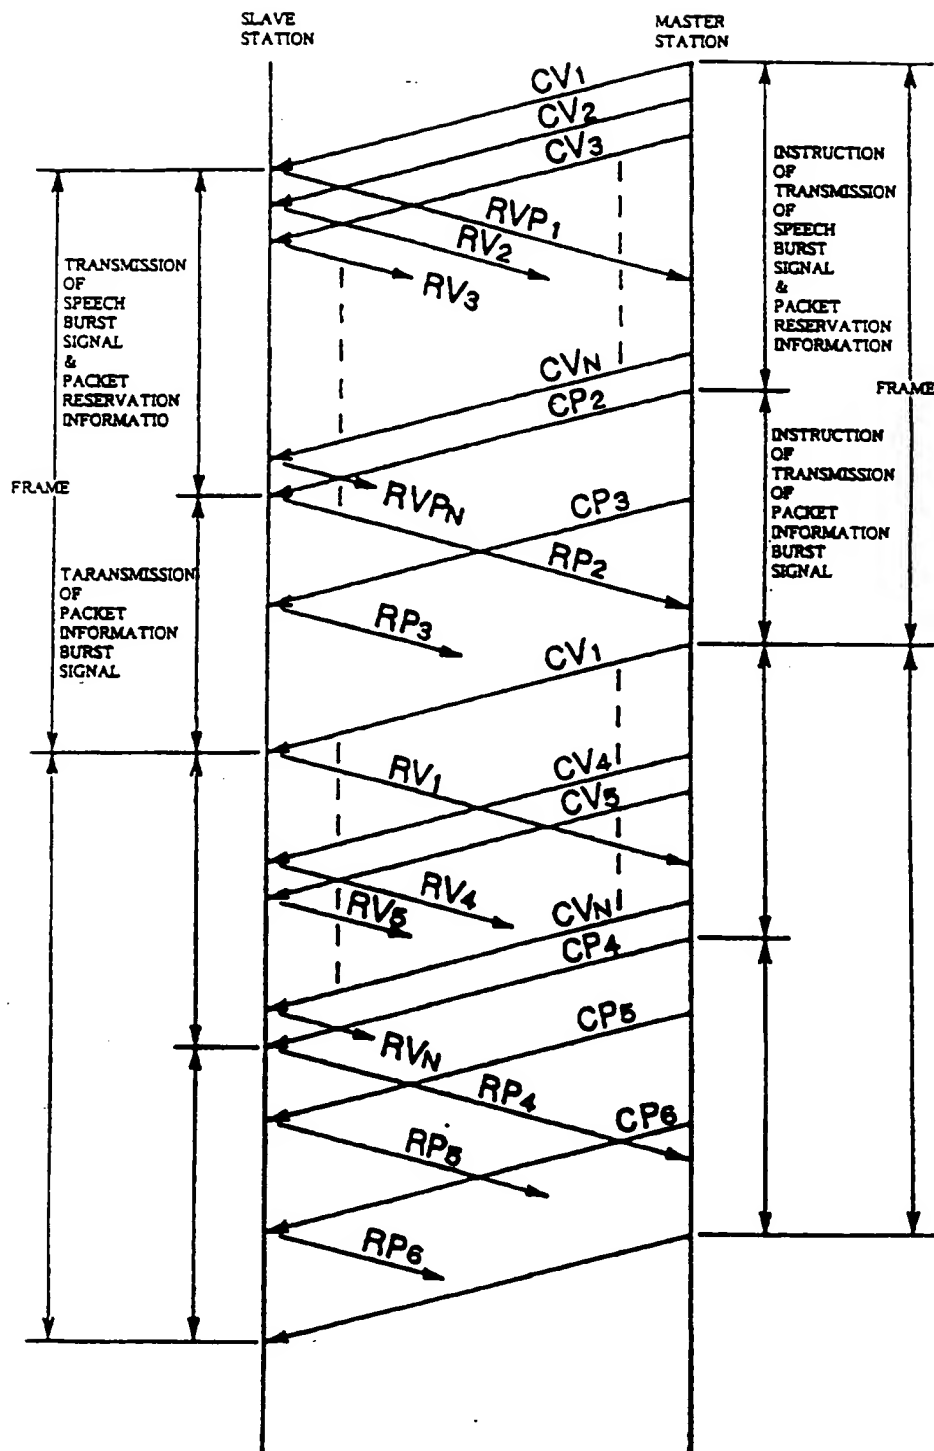 SLAVE
STATION
MASTER
STATION
CV1
CV2
CV3
INSTRUCTION
OF
TRANSMISSION
OF
SPEECH
BURST
SIGNAL
&
PACKET
RESERVATION
INFORMATION
RVP1
RV2
RV3
TRANSMISSION
OF
SPEECH
BURST
SIGNAL
&
PACKET
RESERVATION
INFORMATIO
CVN
CP2
FRAME
INSTRUCTION
OF
TRANSMISSION
OF
PACKET
INFORMATION
BURST
SIGNAL
FRAME
RVPN
CP3
RP2
TARANSMISSION
OF
PACKET
INFORMATION
BURST
SIGNAL
RP3
CV1
RV1
CV4
CV5
RV4
RV5
CVN
CP4
CP5
RVN
RP4
CP6
RP5
RP6